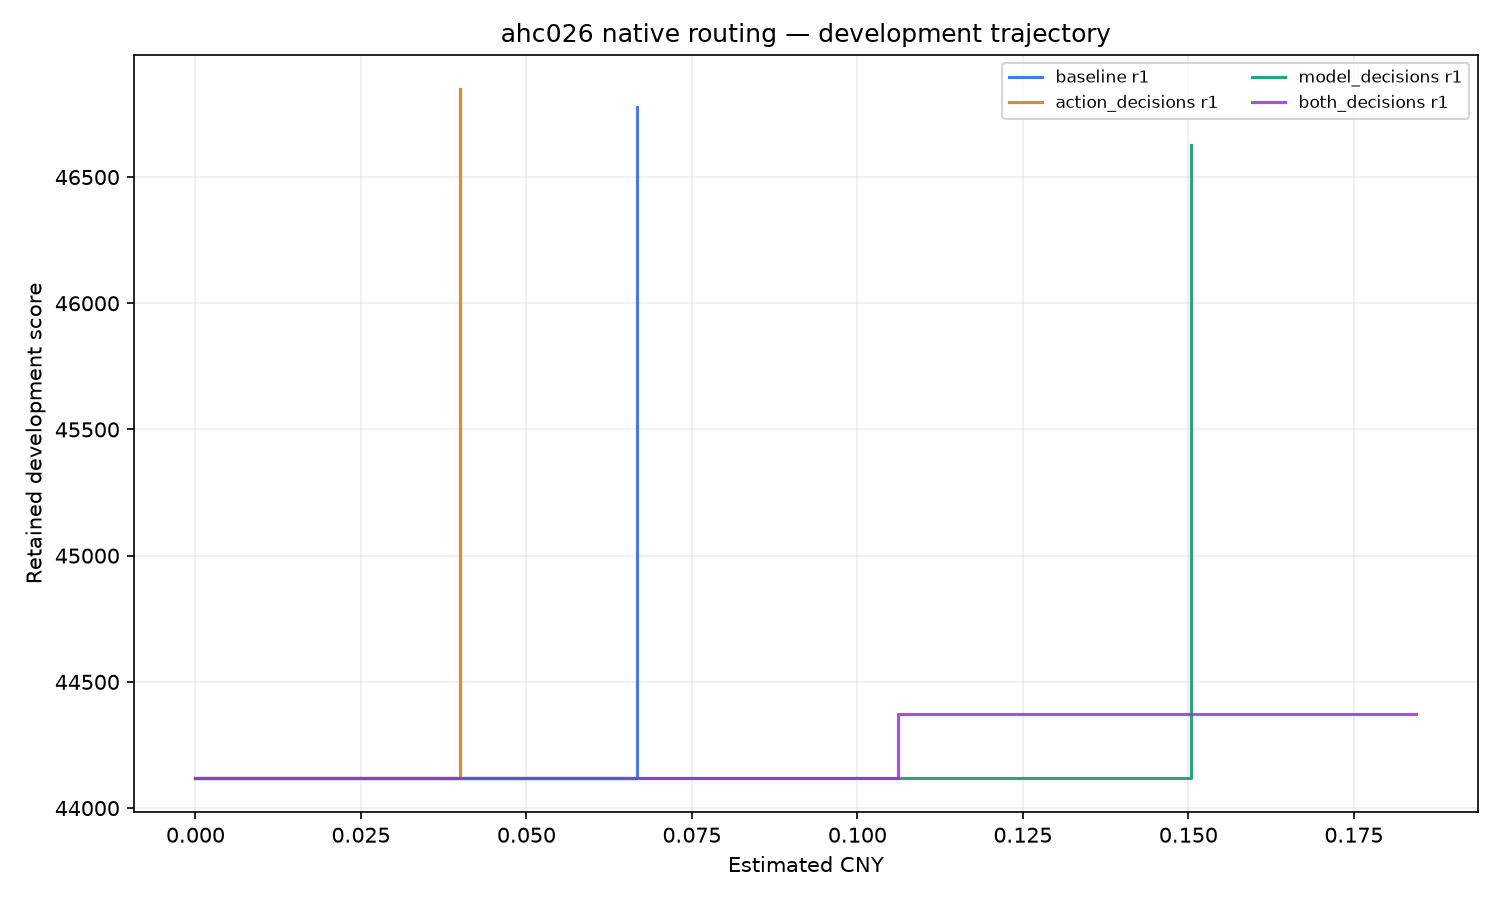 ahc026 native routing — development trajectory
baseline r1
action_decisions r1
model_decisions r1
both_decisions r1
Retained development score
46500
46000
45500
45000
44500
44000
0.000
0.025
0.050
0.075
0.100
0.125
0.150
0.175
Estimated CNY